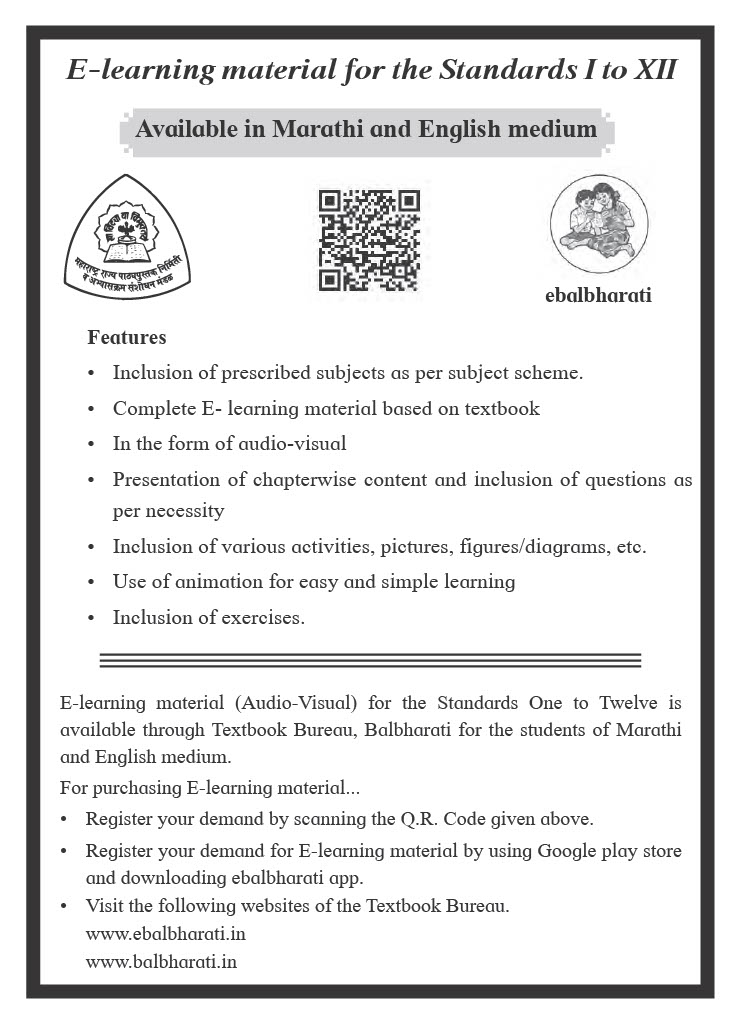 E-learning material for the Standards I to XII
Available in Marathi and English medium
महाराष्ट्र राज्य पाठ्यपुस्तक निर्मिती
व अभ्यासक्रम संशोधन मंडळ
ebalbharati
Features
• Inclusion of prescribed subjects as per subject scheme.
• Complete E- learning material based on textbook
• In the form of audio-visual
• Presentation of chapterwise content and inclusion of questions as
per necessity
• Inclusion of various activities, pictures, figures/diagrams, etc.
• Use of animation for easy and simple learning
• Inclusion of exercises.
E-learning material (Audio-Visual) for the Standards One to Twelve is
available through Textbook Bureau, Balbharati for the students of Marathi
and English medium.
For purchasing E-learning material...
• Register your demand by scanning the Q.R. Code given above.
• Register your demand for E-learning material by using Google play store
and downloading ebalbharati app.
• Visit the following websites of the Textbook Bureau.
www.ebalbharati.in
www.balbharati.in